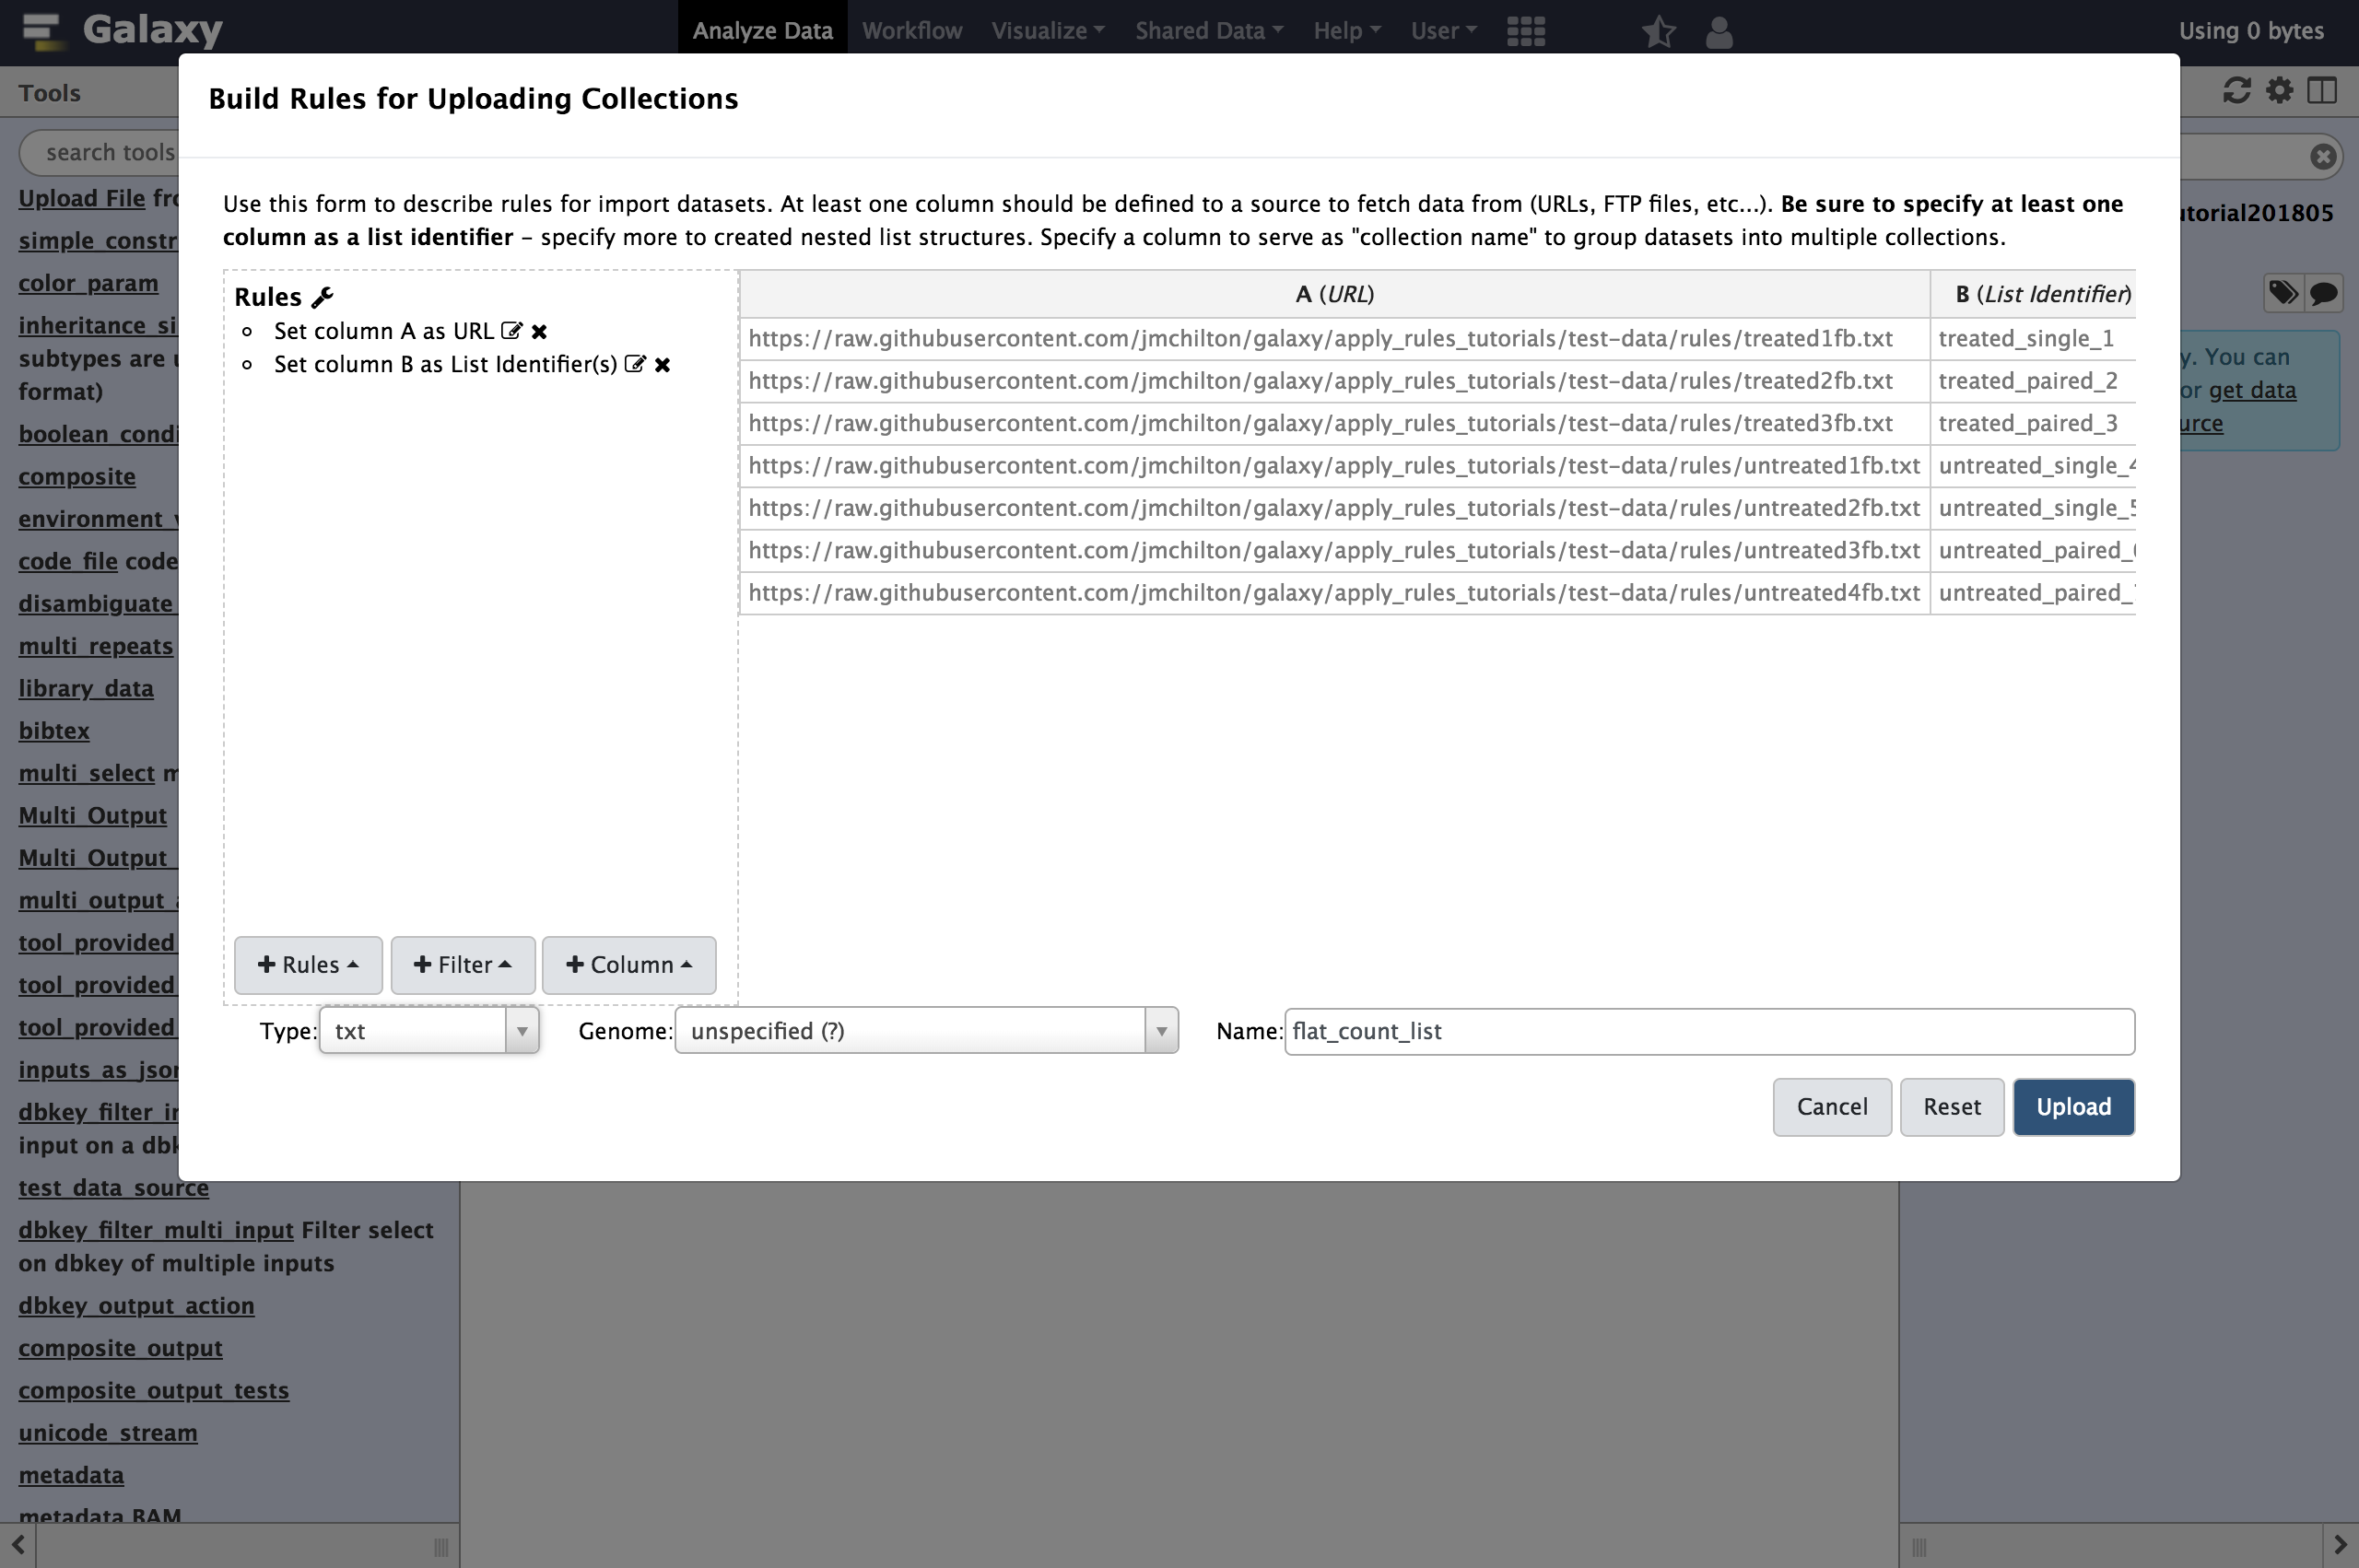 Galaxy
Analyze Data Workflow Visualize Shared Data Help User Using 0 bytes
Tools
search tools
Upload File
simple_constr
color_param
inheritance_si
subtypes are
format)
boolean_condi
composite
environment_
code_file code
disambiguate_
multi_repeats
library_data
bibtex
multi_select m
Multi_Output
Multi_Output_
multi_output_
tool_provided_
tool_provided_
tool_provided_
inputs_as_json
dbkey_filter_in
input on a dbk
test_data_source
dbkey_filter_multi_input Filter select
on dbkey of multiple inputs
dbkey_output_action
composite_output
composite_output_tests
unicode_stream
metadata
metadata_BAM
Build Rules for Uploading Collections
Use this form to describe rules for import datasets. At least one column should be defined to a source to fetch data from (URLs, FTP files, etc...). Be sure to specify at least one
column as a list identifier – specify more to created nested list structures. Specify a column to serve as "collection name" to group datasets into multiple collections.
Rules
Set column A as URL
Set column B as List Identifier(s)
+ Rules + Filter + Column
A (URL) B (List Identifier)
https://raw.githubusercontent.com/jmchilton/galaxy/apply_rules_tutorials/test-data/rules/treated1fb.txt treated_single_1
https://raw.githubusercontent.com/jmchilton/galaxy/apply_rules_tutorials/test-data/rules/treated2fb.txt treated_paired_2
https://raw.githubusercontent.com/jmchilton/galaxy/apply_rules_tutorials/test-data/rules/treated3fb.txt treated_paired_3
https://raw.githubusercontent.com/jmchilton/galaxy/apply_rules_tutorials/test-data/rules/untreated1fb.txt untreated_single_4
https://raw.githubusercontent.com/jmchilton/galaxy/apply_rules_tutorials/test-data/rules/untreated2fb.txt untreated_single_5
https://raw.githubusercontent.com/jmchilton/galaxy/apply_rules_tutorials/test-data/rules/untreated3fb.txt untreated_paired_
https://raw.githubusercontent.com/jmchilton/galaxy/apply_rules_tutorials/test-data/rules/untreated4fb.txt untreated_paired_
Type: txt Genome: unspecified (?) Name: flat_count_list
Cancel Reset Upload
utorial201805
y. You can
or get data
urce